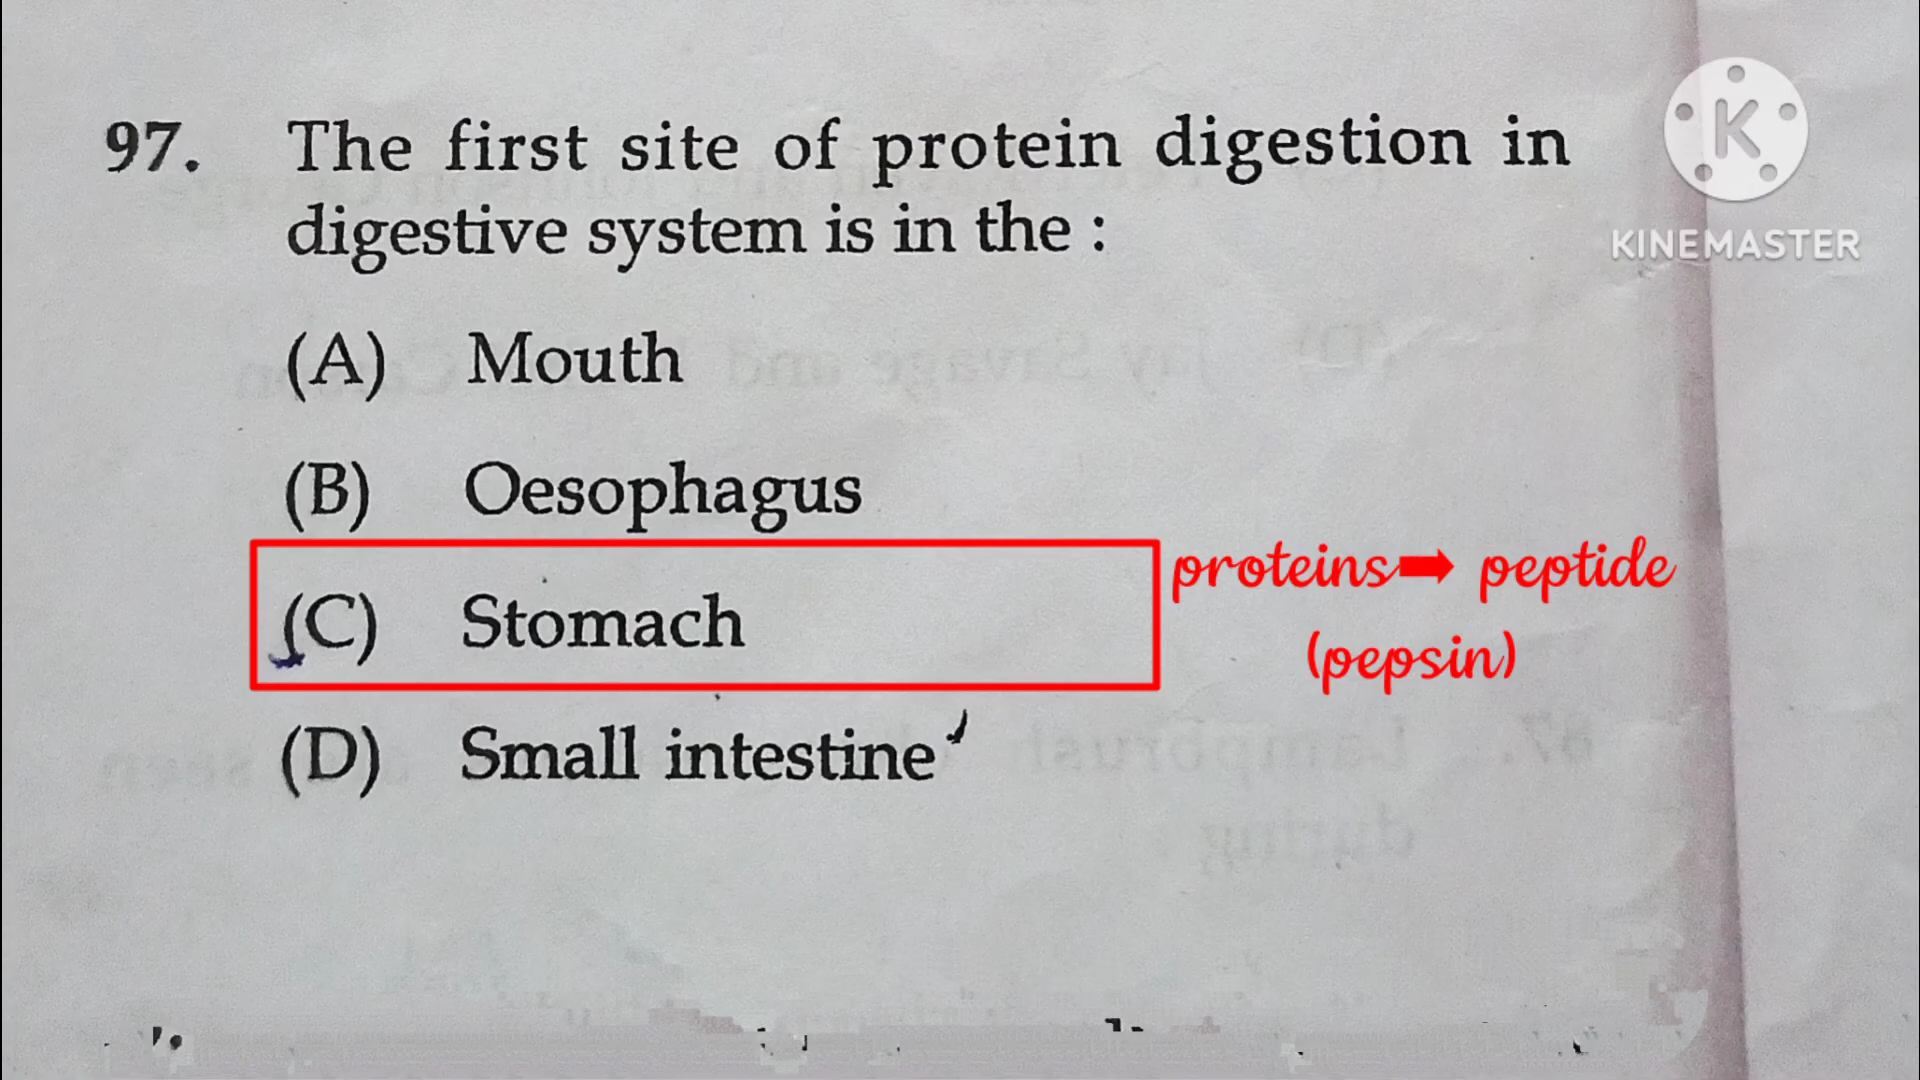 97. The first site of protein digestion in
digestive system is in the :
(A) Mouth
(B) Oesophagus
(C) Stomach
(D) Small intestine
proteins➡ peptide
(pepsin)
K
KINEMASTER